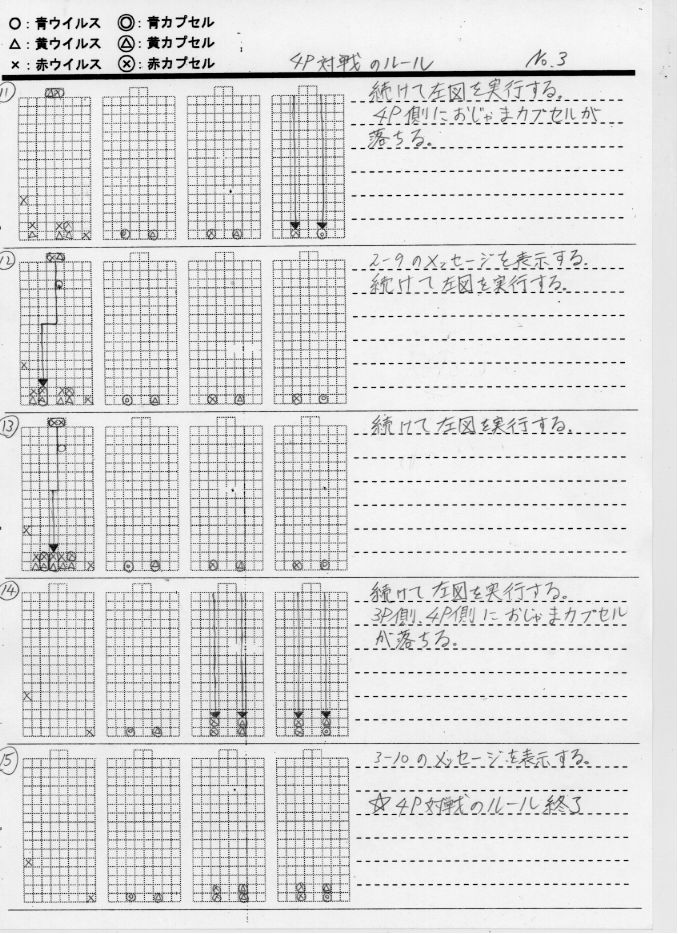 ○：青ウイルス ◎：青カプセル
△：黄ウイルス Ⓐ：黄カプセル
×：赤ウイルス ⊗：赤カプセル
4P対戦のルール No.3
⑪
続けて左図を実行する。
4P側におじゃまカプセルが
落ちる。
⑫
2-9のメッセージを表示する.
続けて左図を実行する。
⑬
続けて左図を実行する.
⑭
続けて左図を実行する。
3P側、4P側におじゃまカプセル
が落ちる。
⑮
3-10のメッセージを表示する。
☆4P対戦のルール終了